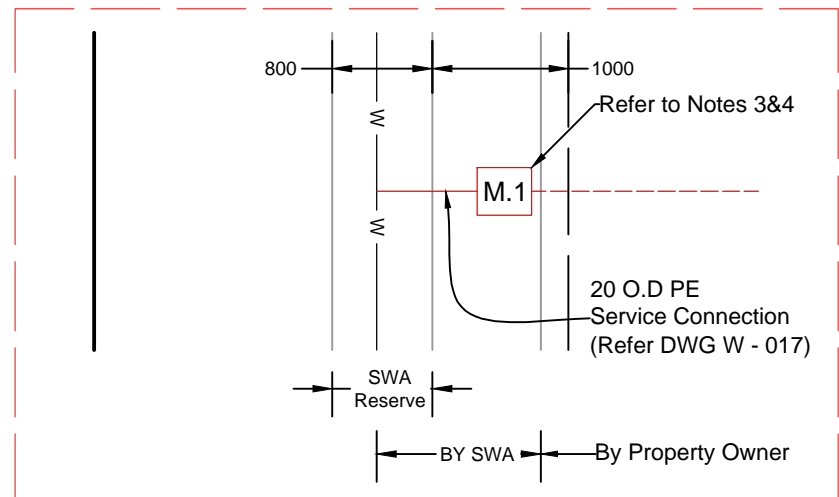 800
1000
Refer to Notes 3&4
W
M.1
W
20 O.D PE
Service Connection
(Refer DWG W - 017)
SWA
Reserve
BY SWA
By Property Owner